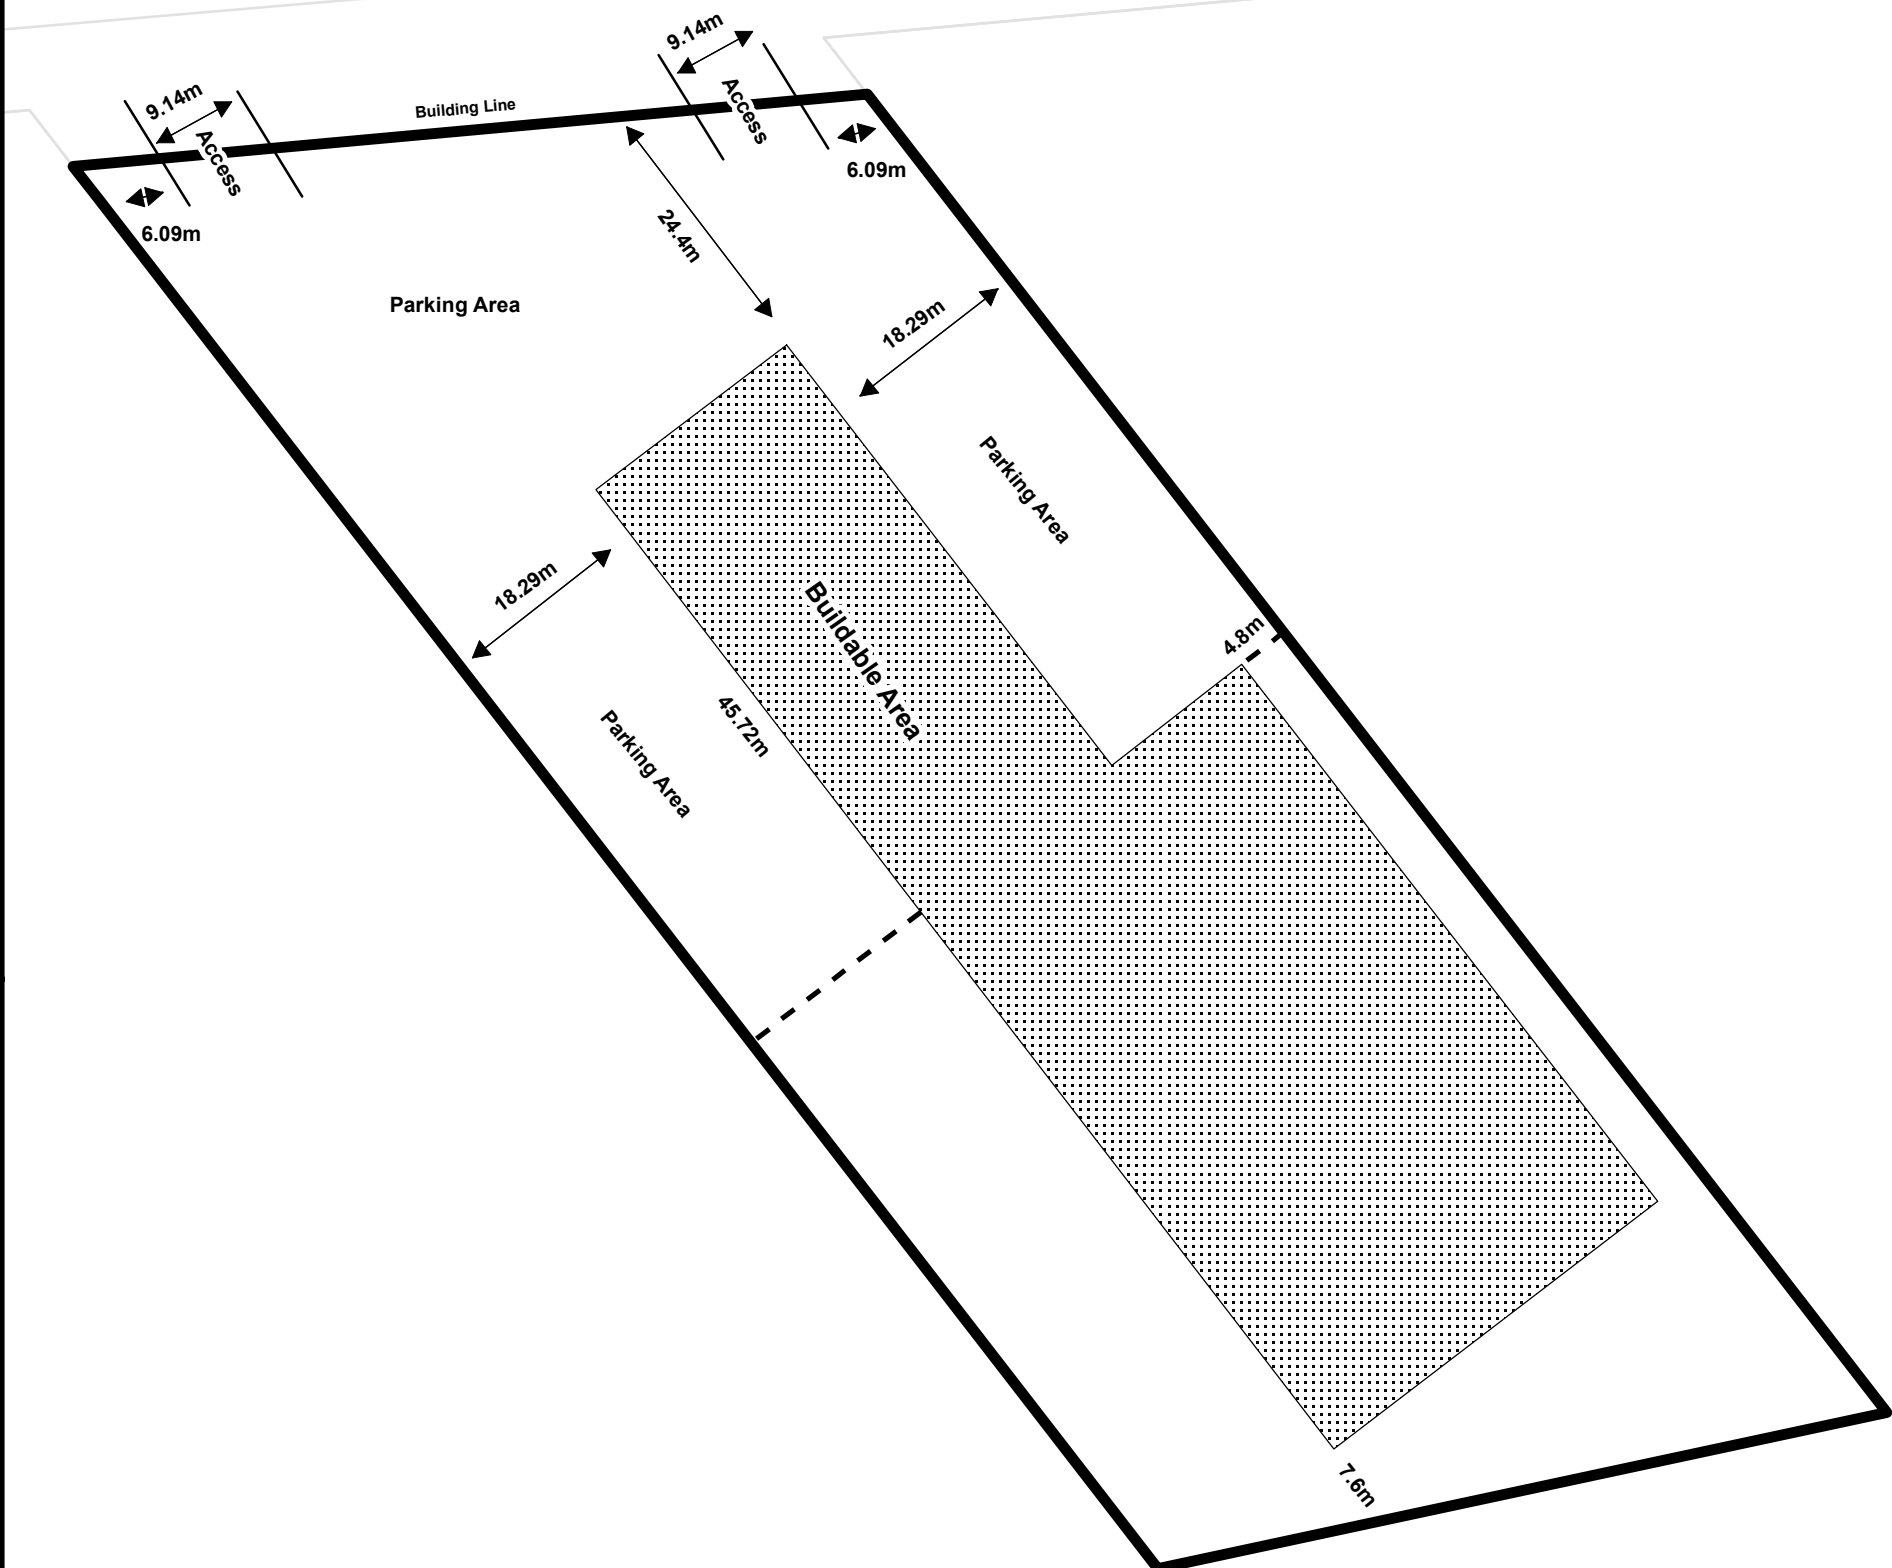 9.14m
Access
9.14m
Access
Building Line
6.09m
6.09m
24.4m
Parking Area
18.29m
Parking Area
18.29m
Buildable Area
4.8m
45.72m
Parking Area
7.6m